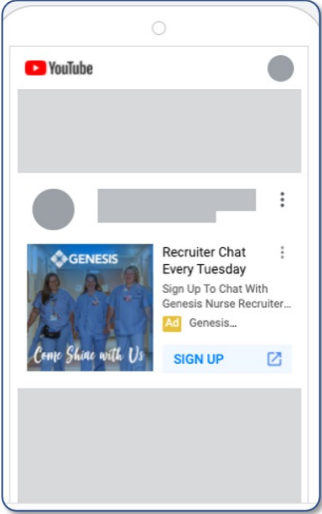 YouTube
GENESIS
Come Shine with Us
Recruiter Chat
Every Tuesday
Sign Up To Chat With
Genesis Nurse Recruiter...
Ad Genesis...
SIGN UP